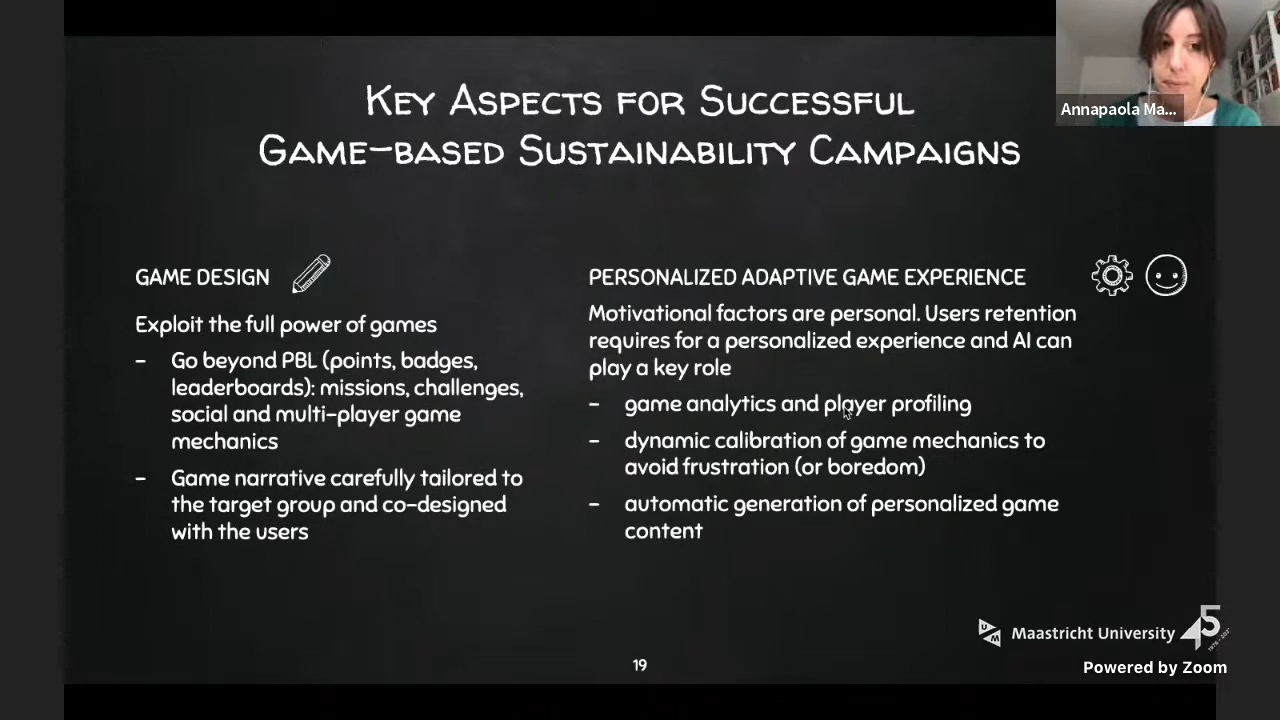 Key Aspects for Successful
Game-based Sustainability Campaigns
Annapaola Ma...
GAME DESIGN
Exploit the full power of games
- Go beyond PBL (points, badges,
leaderboards): missions, challenges,
social and multi-player game
mechanics
- Game narrative carefully tailored to
the target group and co-designed
with the users
PERSONALIZED ADAPTIVE GAME EXPERIENCE
Motivational factors are personal. Users retention
requires for a personalized experience and AI can
play a key role
- game analytics and player profiling
- dynamic calibration of game mechanics to
avoid frustration (or boredom)
- automatic generation of personalized game
content
UM Maastricht University 45
Powered by Zoom
19